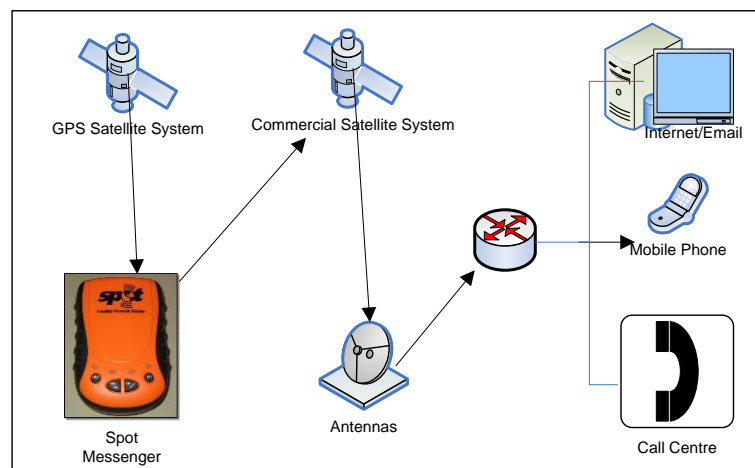 GPS Satellite System
Commercial Satellite System
Internet/Email
Mobile Phone
spot
Spot
Messenger
Antennas
Call Centre